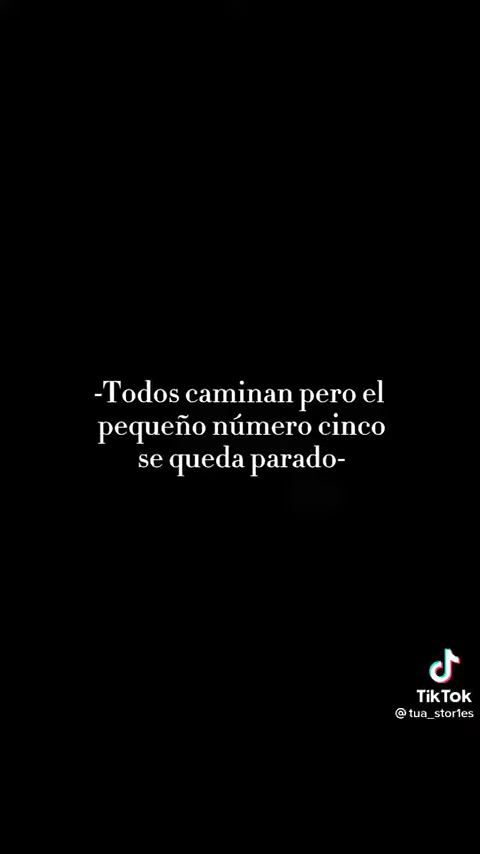 -Todos caminan pero el
pequeño número cinco
se queda parado-
TikTok
@tua_stor1es